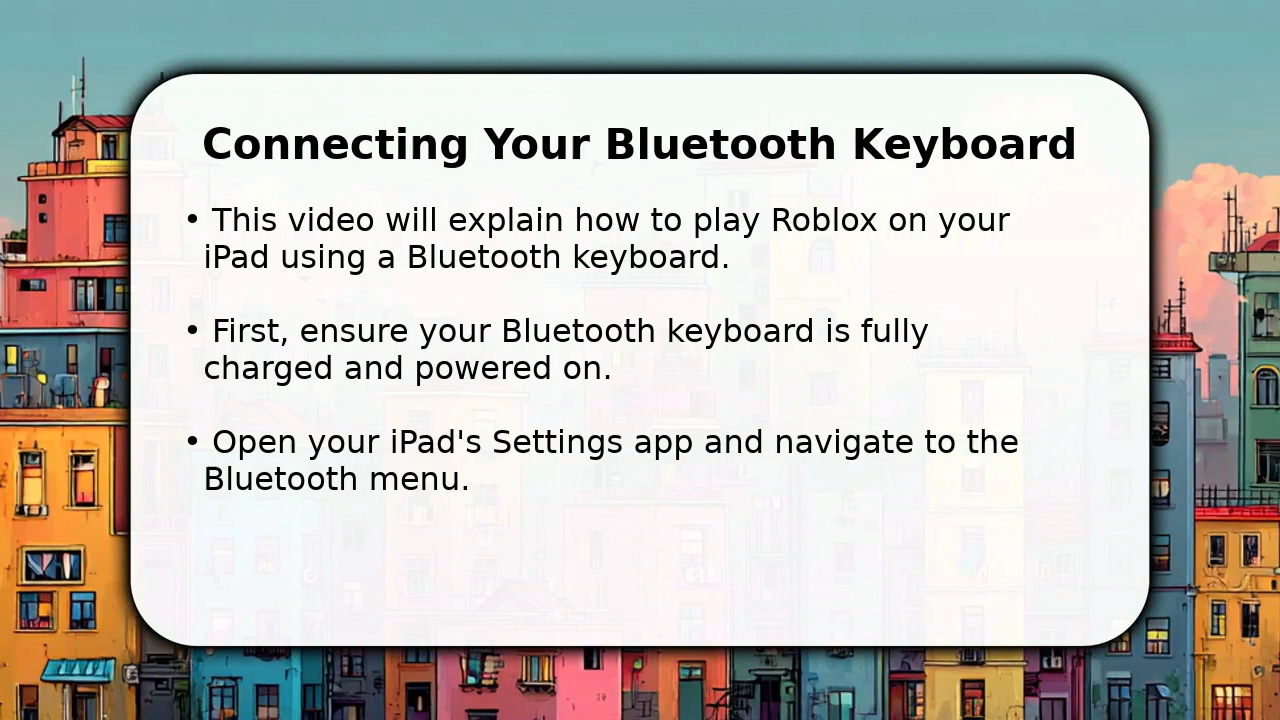 Connecting Your Bluetooth Keyboard
• This video will explain how to play Roblox on your
iPad using a Bluetooth keyboard.
• First, ensure your Bluetooth keyboard is fully
charged and powered on.
• Open your iPad's Settings app and navigate to the
Bluetooth menu.